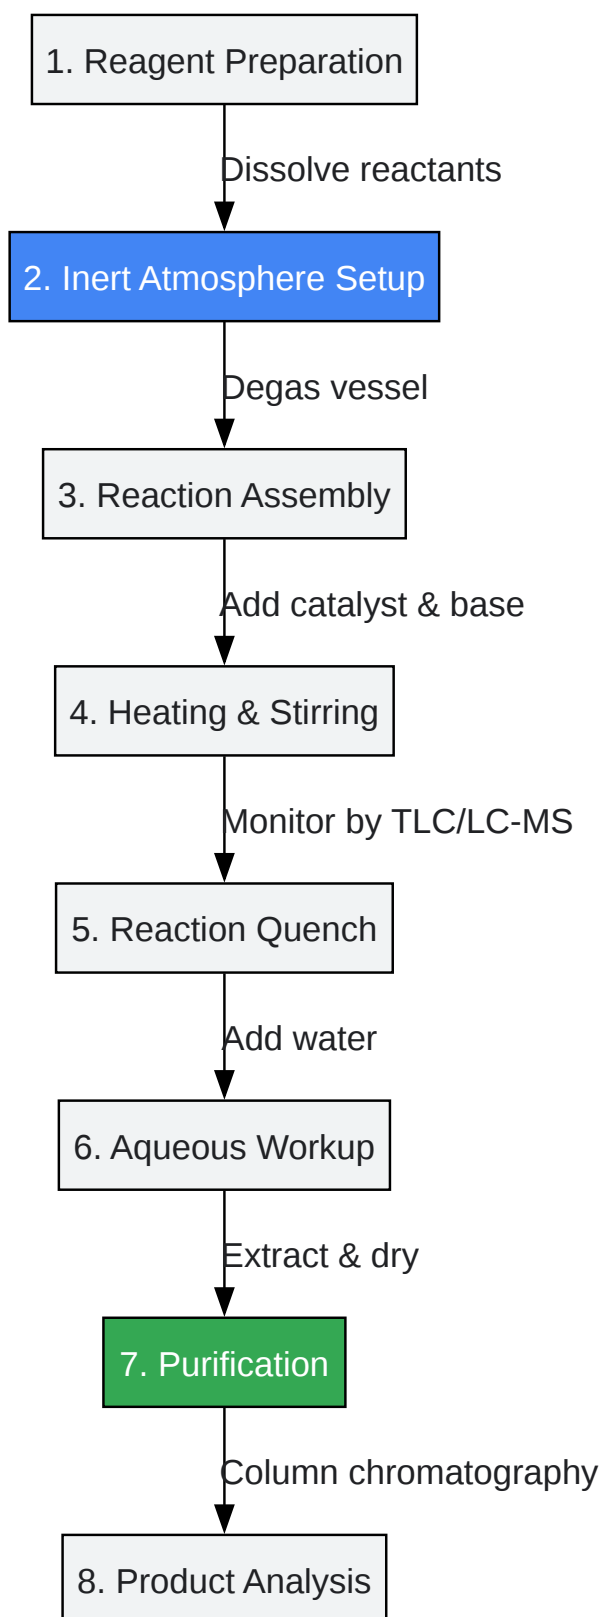 1. Reagent Preparation
Dissolve reactants
2. Inert Atmosphere Setup
Degas vessel
3. Reaction Assembly
Add catalyst & base
4. Heating & Stirring
Monitor by TLC/LC-MS
5. Reaction Quench
Add water
6. Aqueous Workup
Extract & dry
7. Purification
Column chromatography
8. Product Analysis